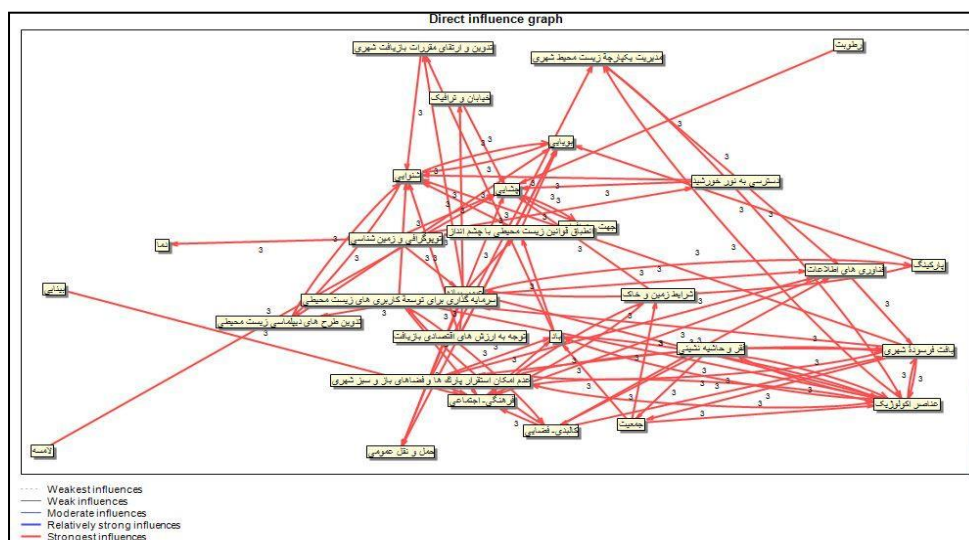 Direct influence graph
تدوین و ارتقای مقررات بازیافت شهری
مدیریت یکپارچهٔ زیست محیط شهری
رطوبت
خیابان و ترافیک
بویایی
شنوایی
چشایی
دسترسی به نور خورشید
جهت
انطباق قوانین زیست محیطی با چشم انداز
توپوگرافی و زمین شناسی
دما
فناوری های اطلاعات
پارکینگ
بینایی
شرایط زمین و خاک
سرمایه گذاری برای توسعهٔ کاربری های زیست محیطی
تدوین طرح های دیپلماسی زیست محیطی
توجه به ارزش های اقتصادی بازیافت
باد
فقر و حاشیه نشینی
بافت فرسودهٔ شهری
عدم امکان استقرار پارک ها و فضاهای باز و سبز شهری
فرهنگی- اجتماعی
عناصر اکولوژیک
جمعیت
کالبدی- فضایی
لامسه
حمل و نقل عمومی
Weakest influences
Weak influences
Moderate influences
Relatively strong influences
Strongest influences